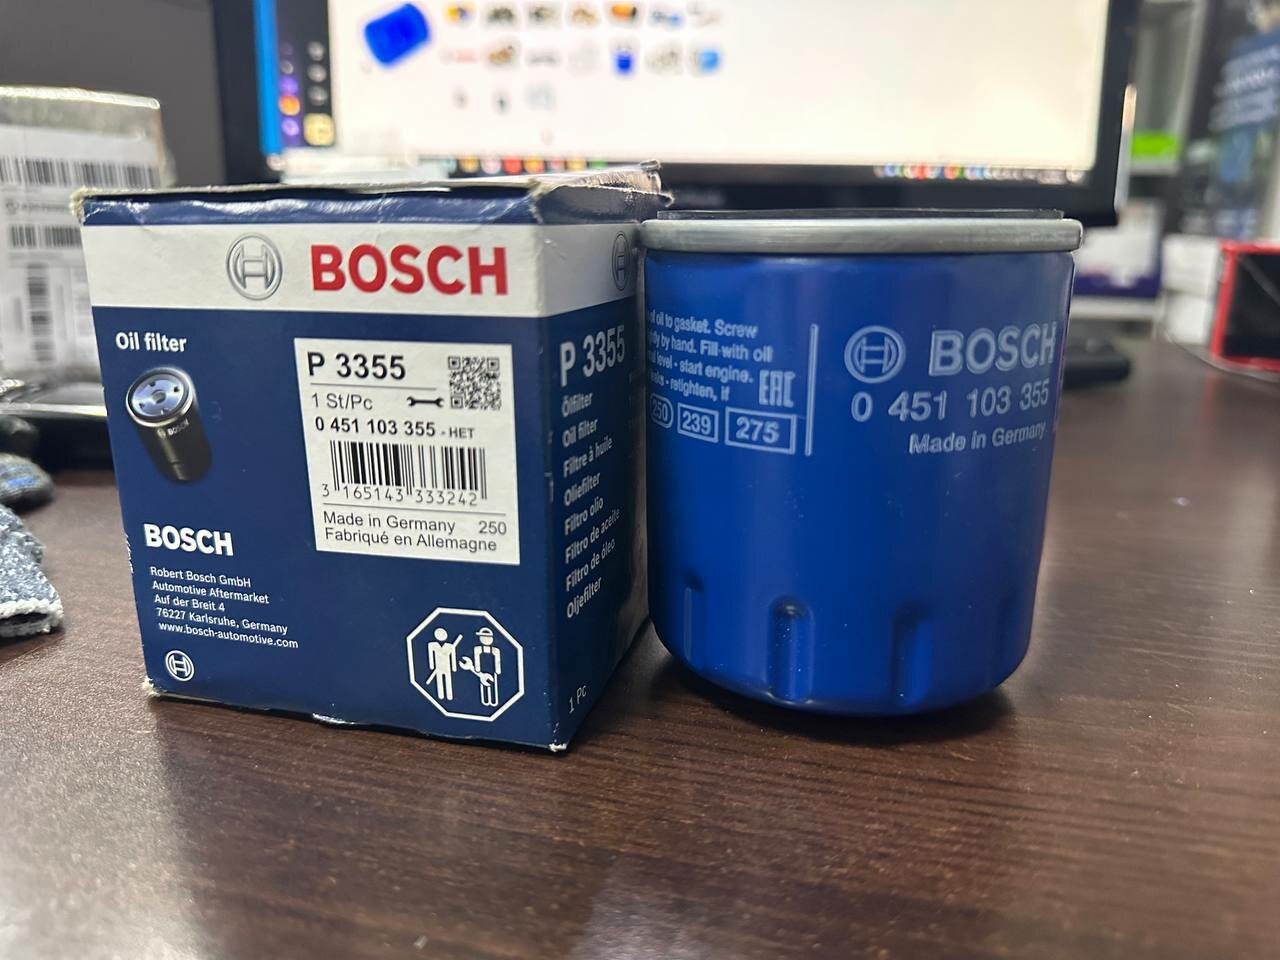 BOSCH
Oil filter
P 3355
1 St/Pc
0 451 103 355 - HET
3 165143 333242
Made in Germany 250
Fabriqué en Allemagne
BOSCH
BOSCH
Robert Bosch GmbH
Automotive Aftermarket
Auf der Breit 4
76227 Karlsruhe, Germany
www.bosch-automotive.com
P 3355
Ölfilter
Oil filter
Filtre à huile
Oliefilter
Filtro olio
Filtro de aceite
Filtro de óleo
Oljefilter
1 Pc
of oil to gasket. Screw
by hand. Fill with oil
level - start engine.
retighten, if
EAC
250 239 275
BOSCH
0 451 103 355
Made in Germany